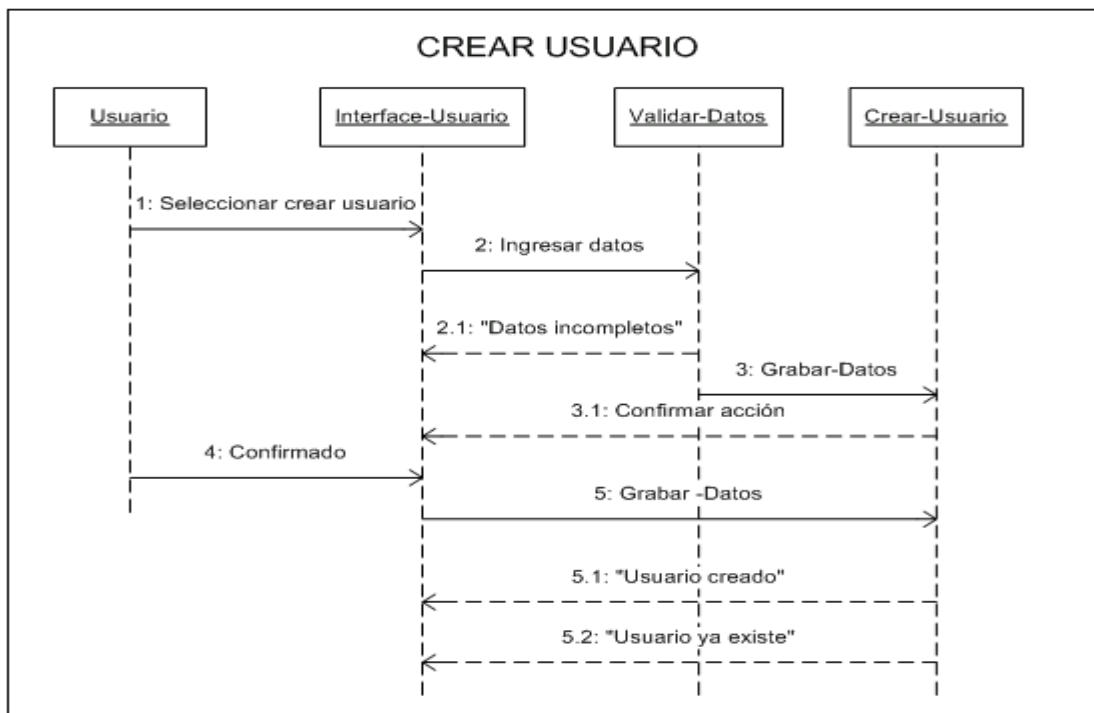 CREAR USUARIO
Usuario
Interface-Usuario
Validar-Datos
Crear-Usuario
1: Seleccionar crear usuario
2: Ingresar datos
2.1: "Datos incompletos"
3: Grabar-Datos
3.1: Confirmar acción
4: Confirmado
5: Grabar -Datos
5.1: "Usuario creado"
5.2: "Usuario ya existe"